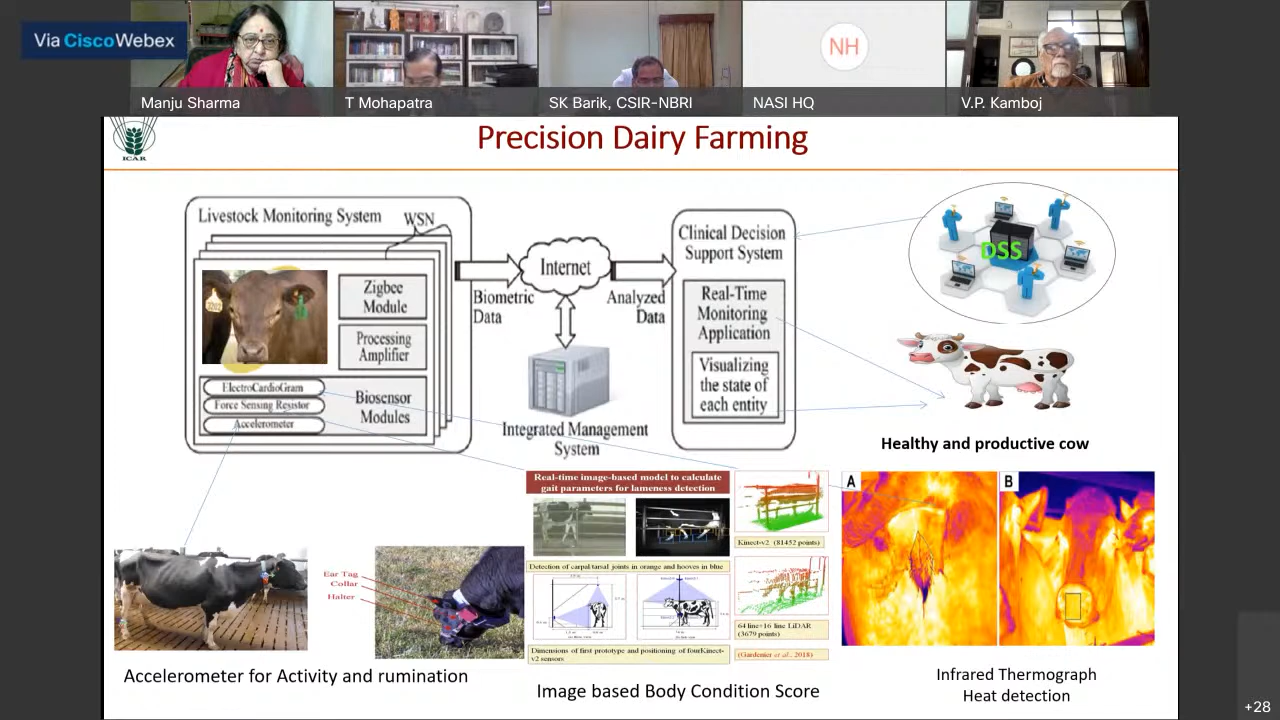 Via Cisco Webex
Manju Sharma
T Mohapatra
SK Barik, CSIR-NBRI
NH
NASI HQ
V.P. Kamboj
ICAR
Precision Dairy Farming
Livestock Monitoring System
WSN
Zigbee
Module
Processing
Amplifier
ElectroCardioGram
Force Sensing Resistor
Accelerometer
Biosensor
Modules
Internet
Biometric
Data
Analyzed
Data
Integrated Management
System
Clinical Decision
Support System
Real-Time
Monitoring
Application
Visualizing
the state of
each entity
DSS
Healthy and productive cow
Ear Tag
Collar
Halter
Accelerometer for Activity and rumination
Real-time image-based model to calculate
gait parameters for lameness detection
Detection of carpal/tarsal joints in orange and hooves in blue
Dimensions of first prototype and positioning of fourKinect-
v2 sensors
Kinect-v2 (81452 points)
64 line+16 line LiDAR
(3679 points)
(Gardenier et al., 2018)
Image based Body Condition Score
A
B
Infrared Thermograph
Heat detection
+28